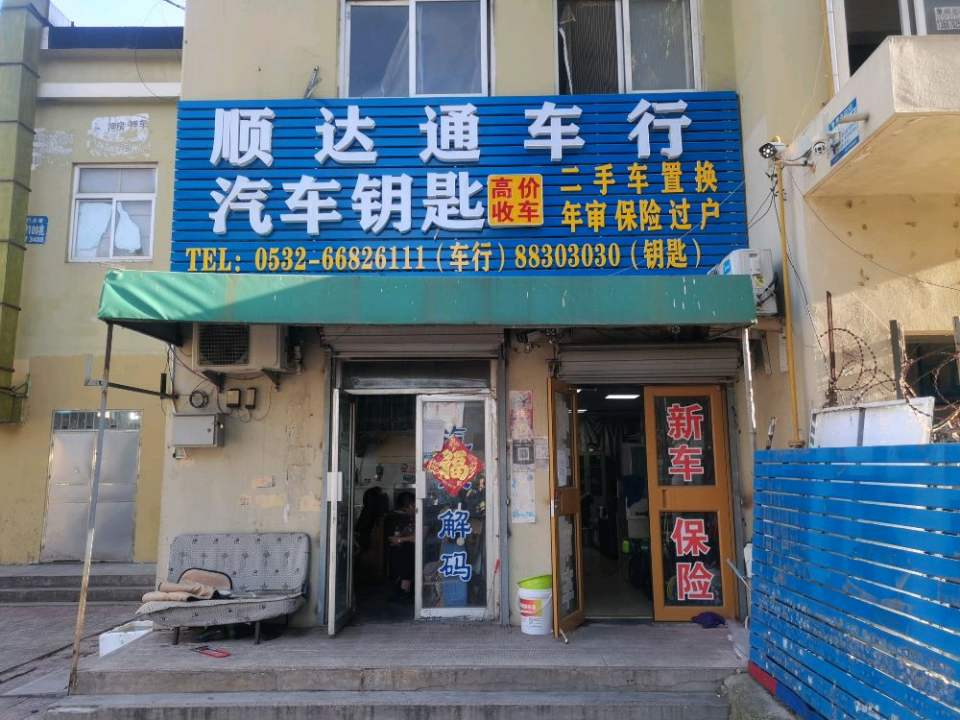 顺达通车行
汽车钥匙
高价
收车
二手车置换
年审保险过户
TEL：0532-66826111（车行）88303030（钥匙）
福
解码
新车
保险